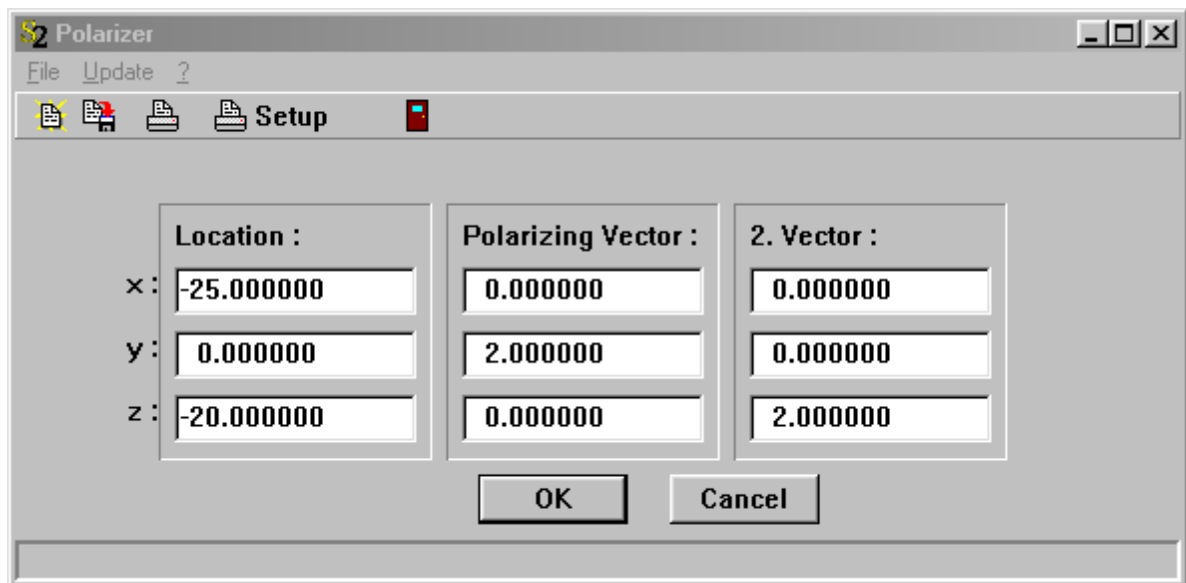 S2 Polarizer
File Update ?
Setup
Location : Polarizing Vector : 2. Vector :
x : -25.000000 0.000000 0.000000
y : 0.000000 2.000000 0.000000
z : -20.000000 0.000000 2.000000
OK Cancel